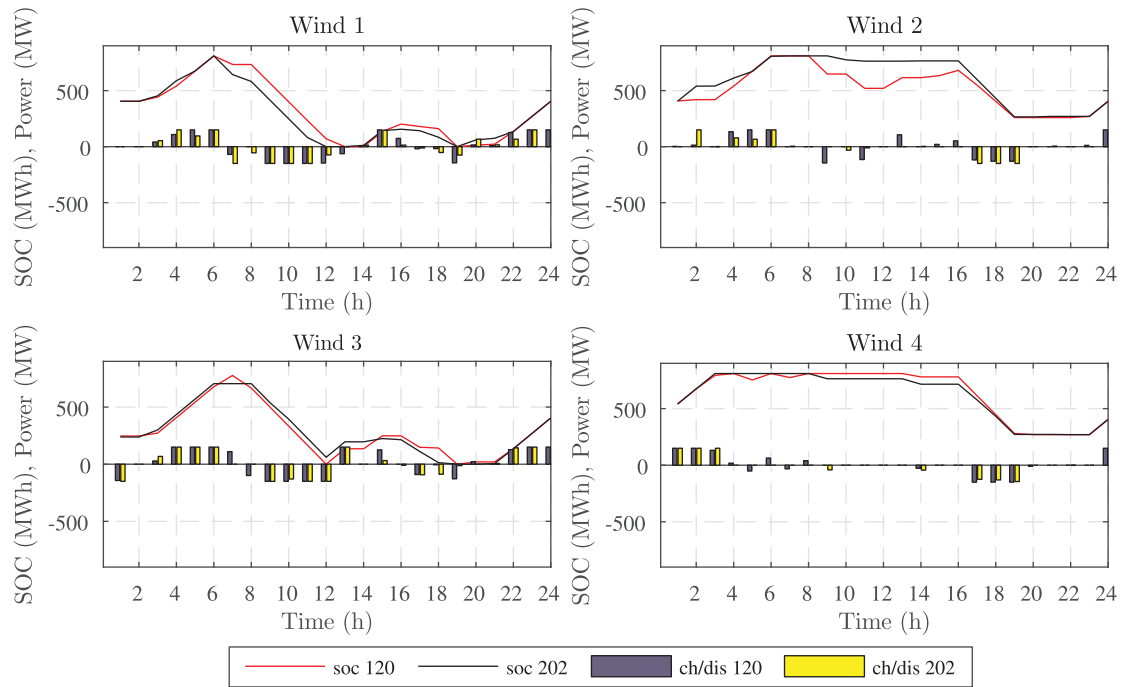 Wind 1
SOC (MWh), Power (MW)
500
0
-500
2 4 6 8 10 12 14 16 18 20 22 24
Time (h)
Wind 2
SOC (MWh), Power (MW)
500
0
-500
2 4 6 8 10 12 14 16 18 20 22 24
Time (h)
Wind 3
SOC (MWh), Power (MW)
500
0
-500
2 4 6 8 10 12 14 16 18 20 22 24
Time (h)
Wind 4
SOC (MWh), Power (MW)
500
0
-500
2 4 6 8 10 12 14 16 18 20 22 24
Time (h)
soc 120 soc 202 ch/dis 120 ch/dis 202